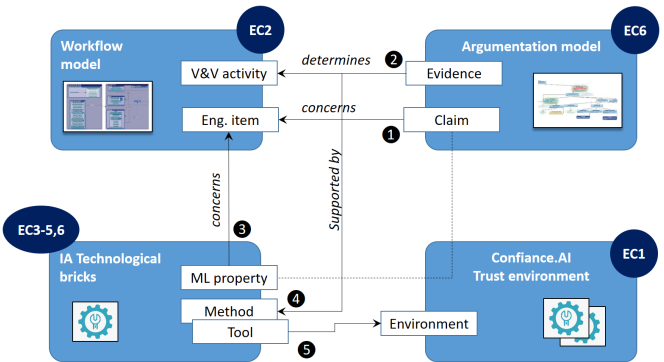 EC2
EC6
Workflow
model
determines
2
Argumentation model
V&V activity
Evidence
concerns
Eng. item
Claim
1
Supported by
concerns
EC3-5,6
3
EC1
IA Technological
bricks
Confiance.AI
Trust environment
ML property
4
Method
Tool
Environment
5